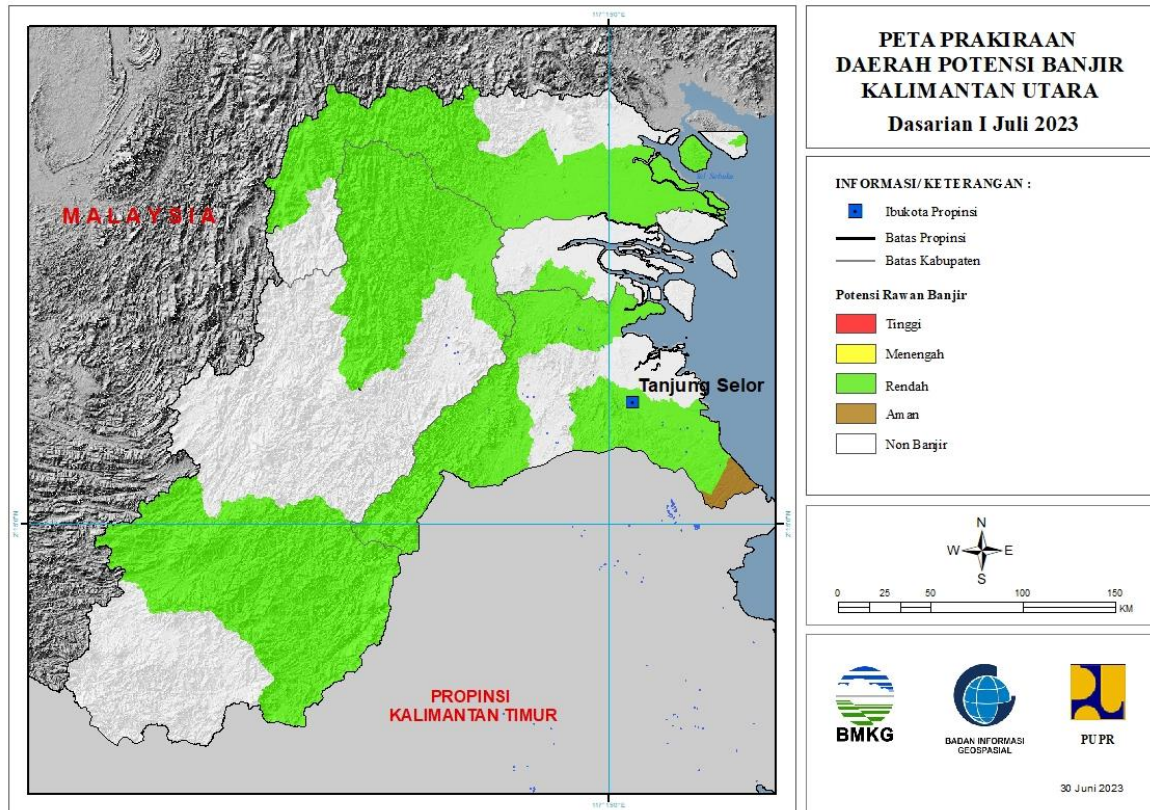 PETA PRAKIRAAN
DAERAH POTENSI BANJIR
KALIMANTAN UTARA
Dasarian I Juli 2023
INFORMASI/ KETERANGAN :
Ibukota Propinsi
Batas Propinsi
Batas Kabupaten
Potensi Rawan Banjir
Tinggi
Menengah
Rendah
Aman
Non Banjir
N
W E
S
0 25 50 100 150
KM
BMKG
BADAN INFORMASI
GEOSPASIAL
PUPR
30 Juni 2023
MALAYSIA
Tanjung Selor
PROPINSI
KALIMANTAN TIMUR